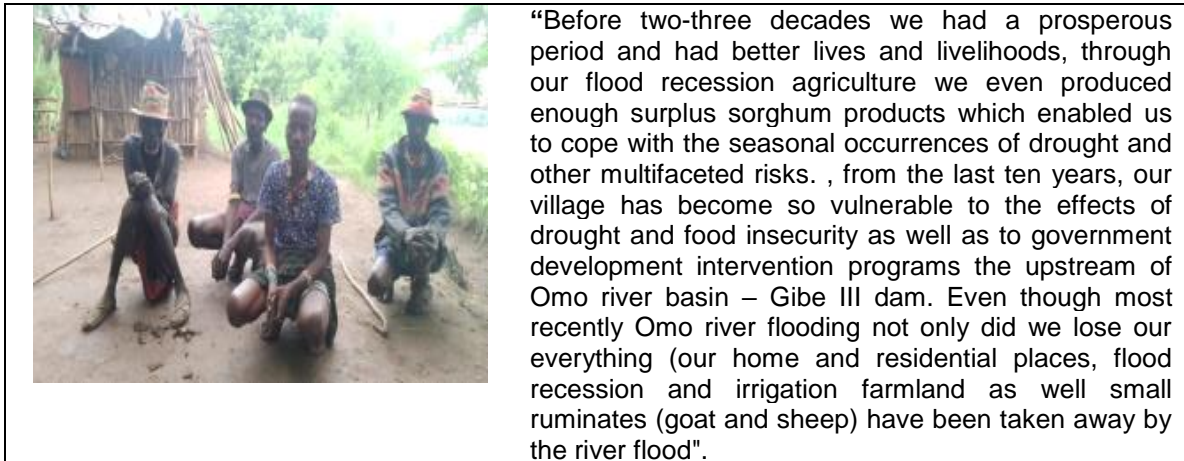 “Before two-three decades we had a prosperous
period and had better lives and livelihoods, through
our flood recession agriculture we even produced
enough surplus sorghum products which enabled us
to cope with the seasonal occurrences of drought and
other multifaceted risks. , from the last ten years, our
village has become so vulnerable to the effects of
drought and food insecurity as well as to government
development intervention programs the upstream of
Omo river basin – Gibe III dam. Even though most
recently Omo river flooding not only did we lose our
everything (our home and residential places, flood
recession and irrigation farmland as well small
ruminates (goat and sheep) have been taken away by
the river flood".